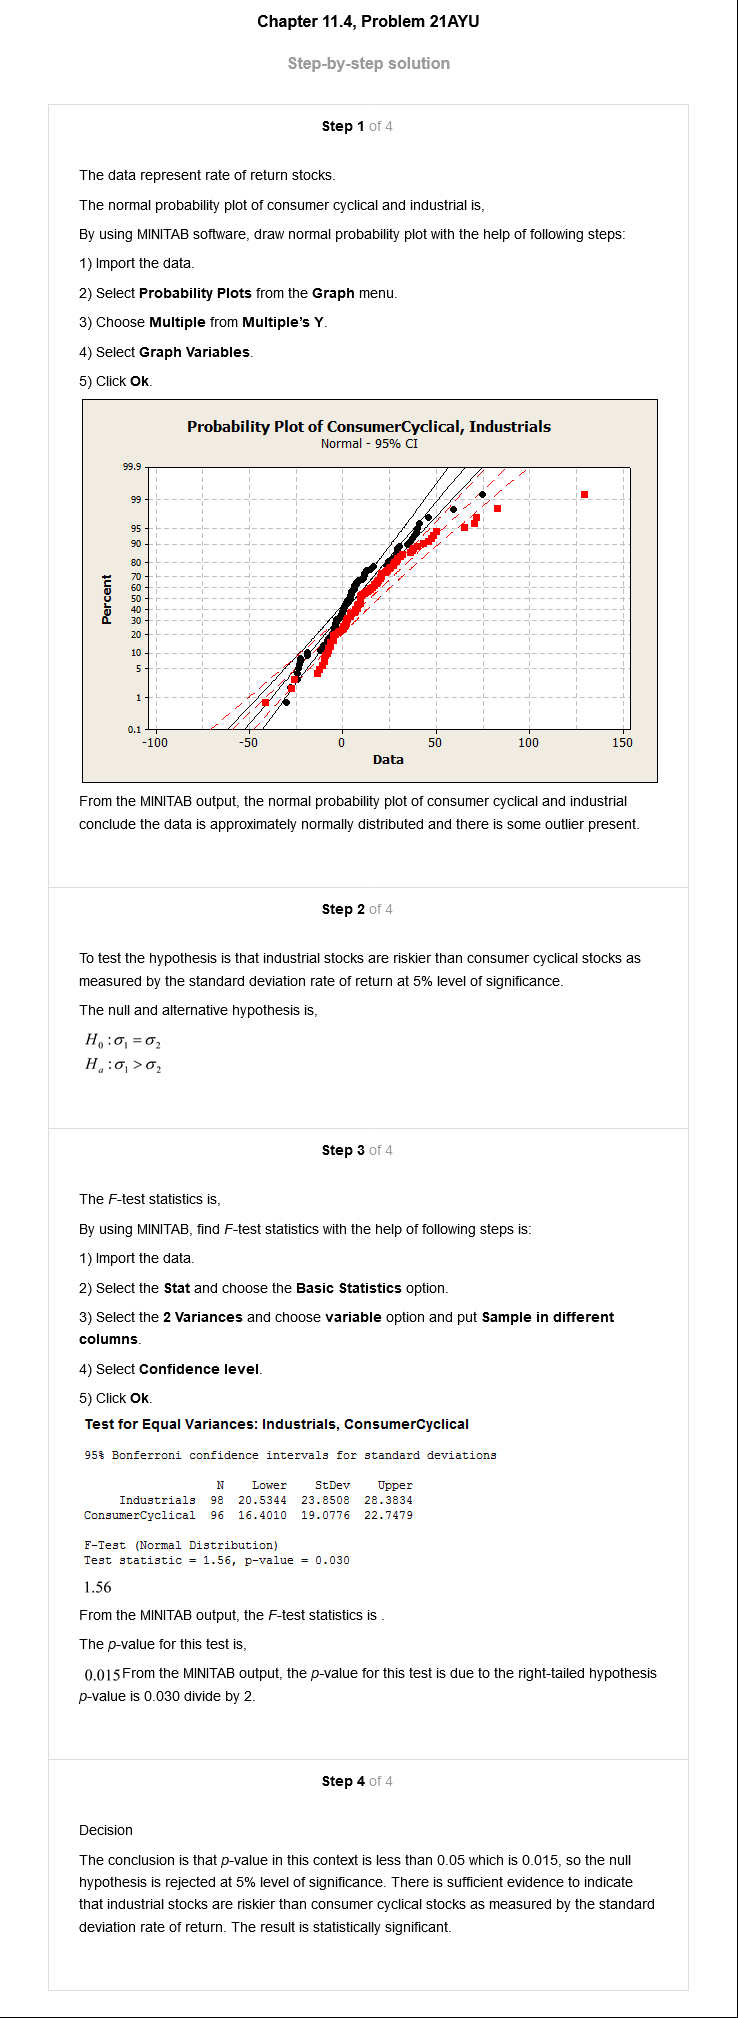 Chapter 11.4, Problem 21AYU
Step-by-step solution
Step 1 of 4
The data represent rate of return stocks.
The normal probability plot of consumer cyclical and industrial is,
By using MINITAB software, draw normal probability plot with the help of following steps:
1) Import the data.
2) Select Probability Plots from the Graph menu.
3) Choose Multiple from Multiple's Y.
4) Select Graph Variables.
5) Click Ok.
Probability Plot of ConsumerCyclical, Industrials
Normal - 95% CI
99.9
99
95
90
80
70
60
50
40
30
20
10
5
1
0.1
Percent
-100 -50 0 50 100 150
Data
From the MINITAB output, the normal probability plot of consumer cyclical and industrial
conclude the data is approximately normally distributed and there is some outlier present.
Step 2 of 4
To test the hypothesis is that industrial stocks are riskier than consumer cyclical stocks as
measured by the standard deviation rate of return at 5% level of significance.
The null and alternative hypothesis is,
H₀ : σ₁ = σ₂
Hₐ : σ₁ > σ₂
Step 3 of 4
The F-test statistics is,
By using MINITAB, find F-test statistics with the help of following steps is:
1) Import the data.
2) Select the Stat and choose the Basic Statistics option.
3) Select the 2 Variances and choose variable option and put Sample in different
columns.
4) Select Confidence level.
5) Click Ok.
Test for Equal Variances: Industrials, ConsumerCyclical
95% Bonferroni confidence intervals for standard deviations
N Lower StDev Upper
Industrials 98 20.5344 23.8508 28.3834
ConsumerCyclical 96 16.4010 19.0776 22.7479
F-Test (Normal Distribution)
Test statistic = 1.56, p-value = 0.030
1.56
From the MINITAB output, the F-test statistics is .
The p-value for this test is,
0.015From the MINITAB output, the p-value for this test is due to the right-tailed hypothesis
p-value is 0.030 divide by 2.
Step 4 of 4
Decision
The conclusion is that p-value in this context is less than 0.05 which is 0.015, so the null
hypothesis is rejected at 5% level of significance. There is sufficient evidence to indicate
that industrial stocks are riskier than consumer cyclical stocks as measured by the standard
deviation rate of return. The result is statistically significant.